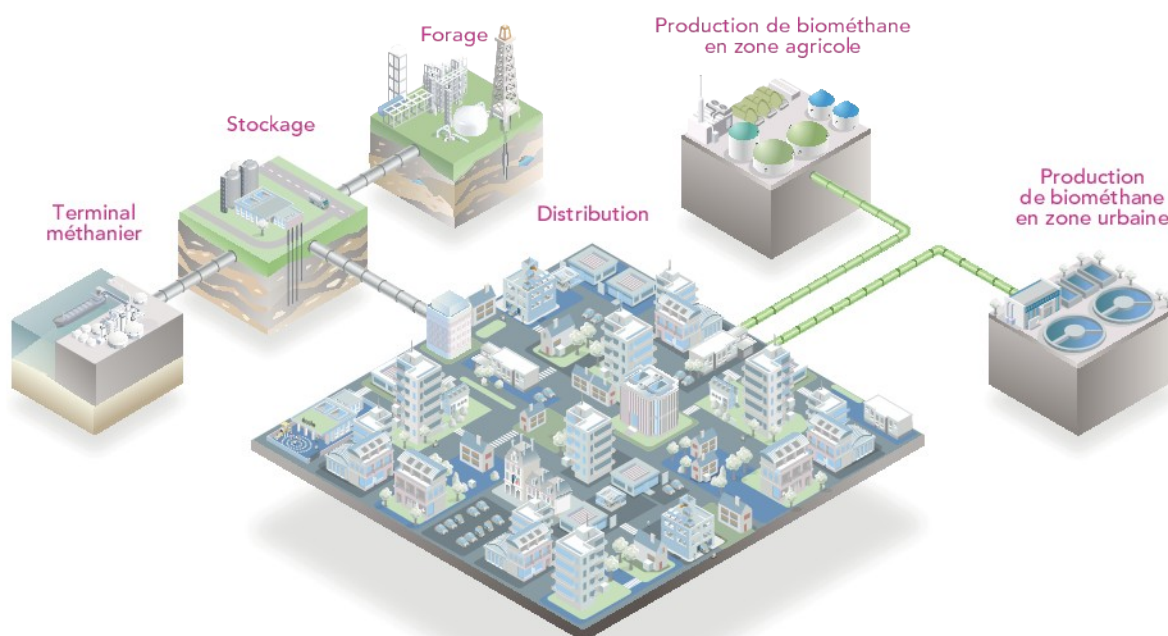 Production de biométhane
en zone agricole
Forage
Stockage
Production
de biométhane
en zone urbaine
Terminal
méthanier
Distribution